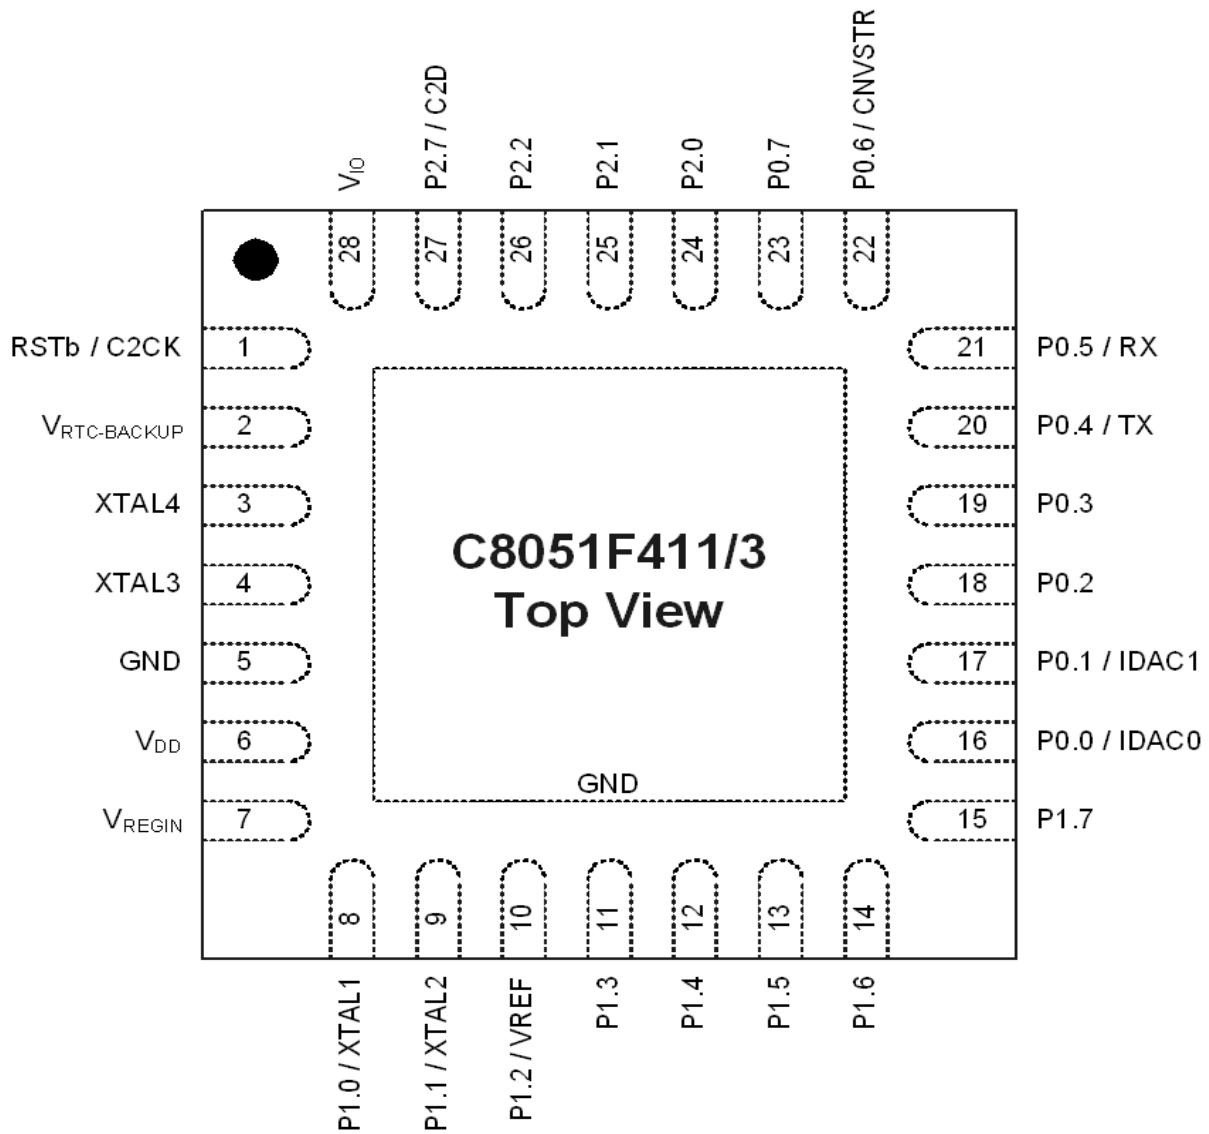 V_IO
P2.7 / C2D
P2.2
P2.1
P2.0
P0.7
P0.6 / CNVSTR
28
27
26
25
24
23
22
RSTb / C2CK
1
V_RTC-BACKUP
2
XTAL4
3
XTAL3
4
GND
5
V_DD
6
V_REGIN
7
C8051F411/3
Top View
GND
21
P0.5 / RX
20
P0.4 / TX
19
P0.3
18
P0.2
17
P0.1 / IDAC1
16
P0.0 / IDAC0
15
P1.7
8
9
10
11
12
13
14
P1.0 / XTAL1
P1.1 / XTAL2
P1.2 / VREF
P1.3
P1.4
P1.5
P1.6